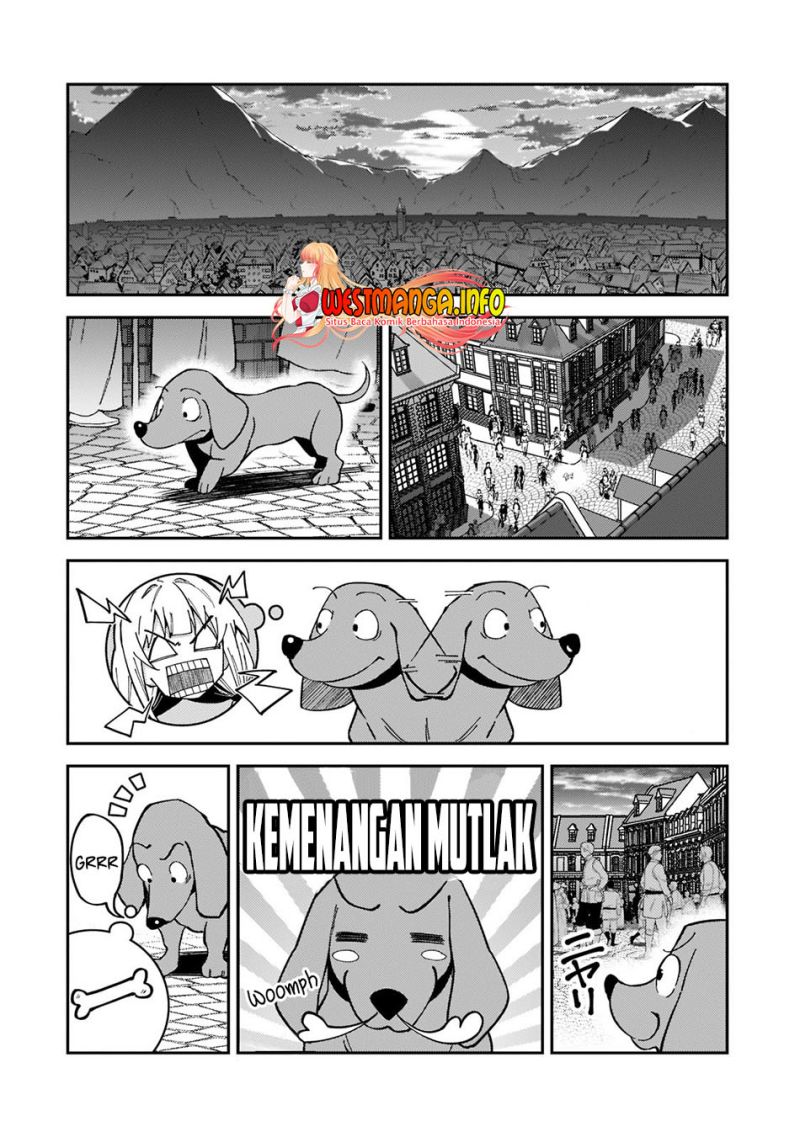 WESTMANGA.INFO
Situs Baca Komik Berbahasa Indonesia
KEMENANGAN MUTLAK
GRRR
woomph
ニヤリ